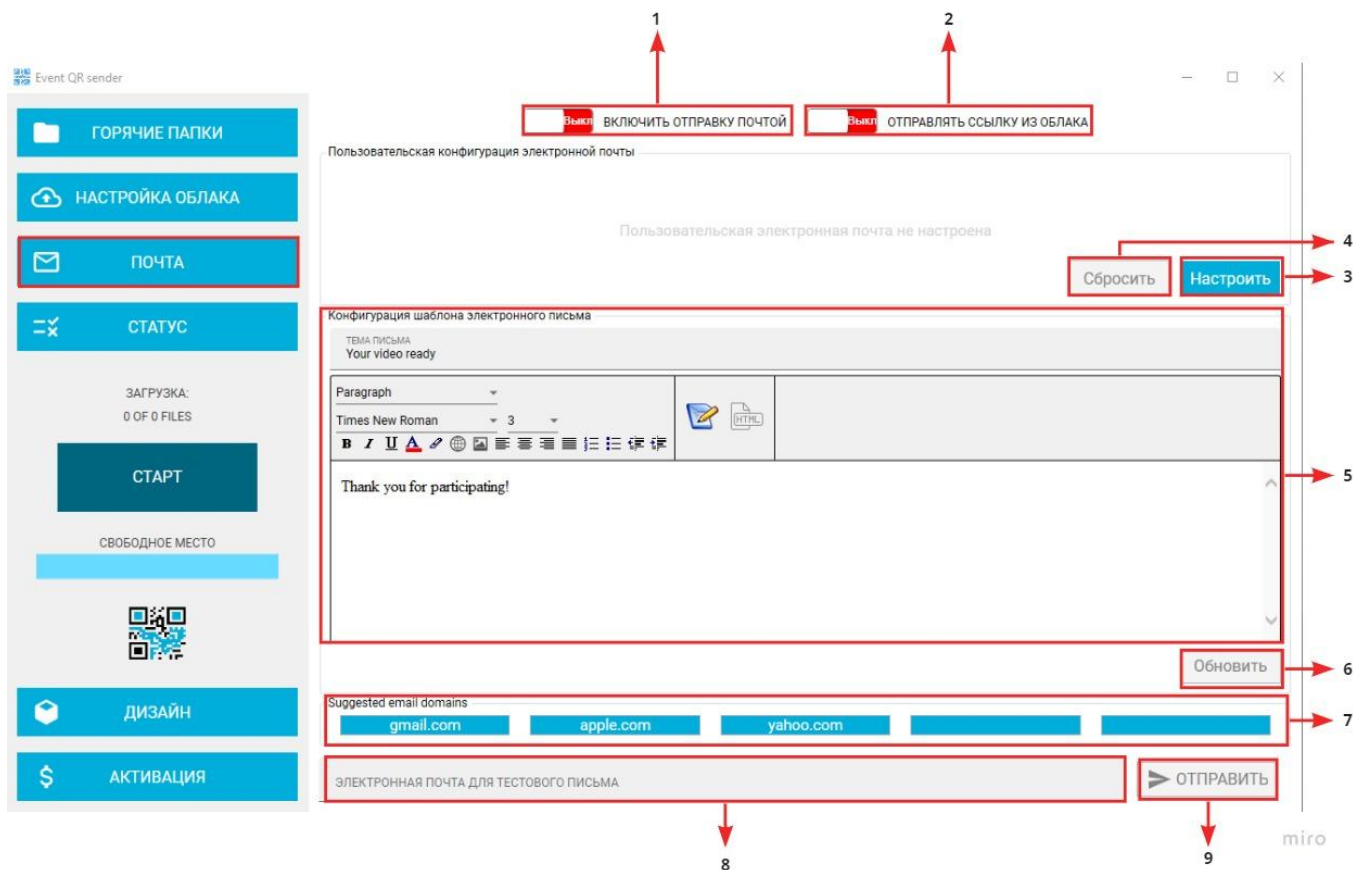 1
2
Event QR sender
ГОРЯЧИЕ ПАПКИ
НАСТРОЙКА ОБЛАКА
ПОЧТА
СТАТУС
ЗАГРУЗКА:
0 OF 0 FILES
СТАРТ
СВОБОДНОЕ МЕСТО
ДИЗАЙН
АКТИВАЦИЯ
Выкл ВКЛЮЧИТЬ ОТПРАВКУ ПОЧТОЙ
Выкл ОТПРАВЛЯТЬ ССЫЛКУ ИЗ ОБЛАКА
Пользовательская конфигурация электронной почты
Пользовательская электронная почта не настроена
4
Сбросить
Настроить
3
Конфигурация шаблона электронного письма
ТЕМА ПИСЬМА
Your video ready
Paragraph
Times New Roman 3
B I U A
HTML
Thank you for participating!
5
Обновить
6
Suggested email domains
gmail.com
apple.com
yahoo.com
7
ЭЛЕКТРОННАЯ ПОЧТА ДЛЯ ТЕСТОВОГО ПИСЬМА
ОТПРАВИТЬ
8
9
miro